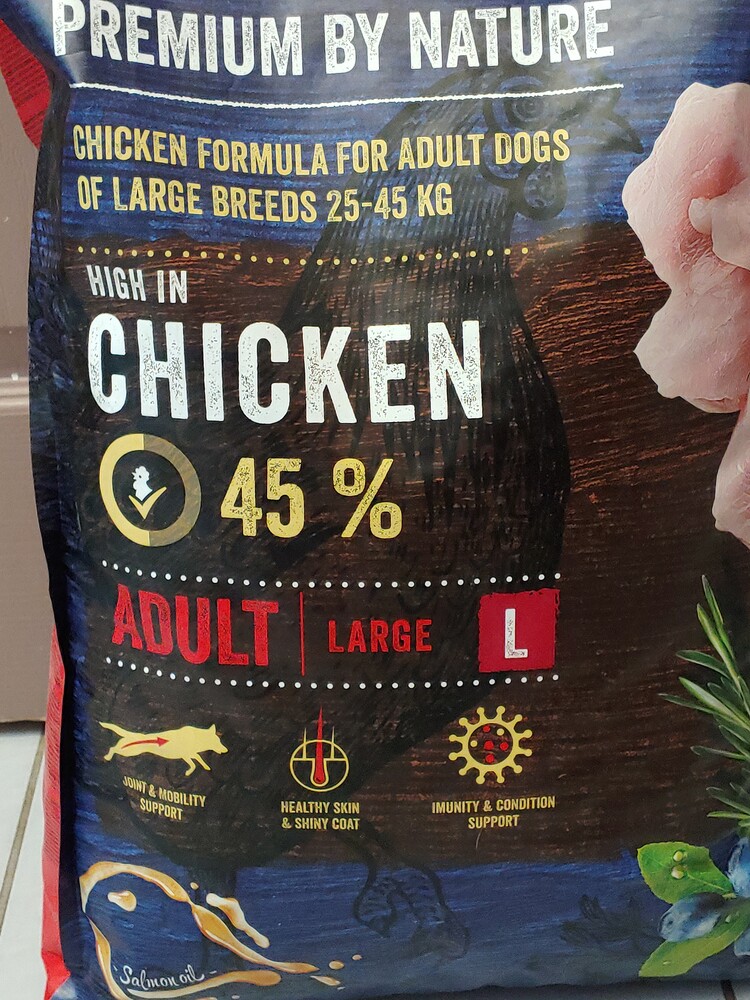 PREMIUM BY NATURE
CHICKEN FORMULA FOR ADULT DOGS
OF LARGE BREEDS 25-45 KG
HIGH IN
CHICKEN
45 %
ADULT LARGE L
JOINT & MOBILITY
SUPPORT
HEALTHY SKIN
& SHINY COAT
IMUNITY & CONDITION
SUPPORT
Salmon oil